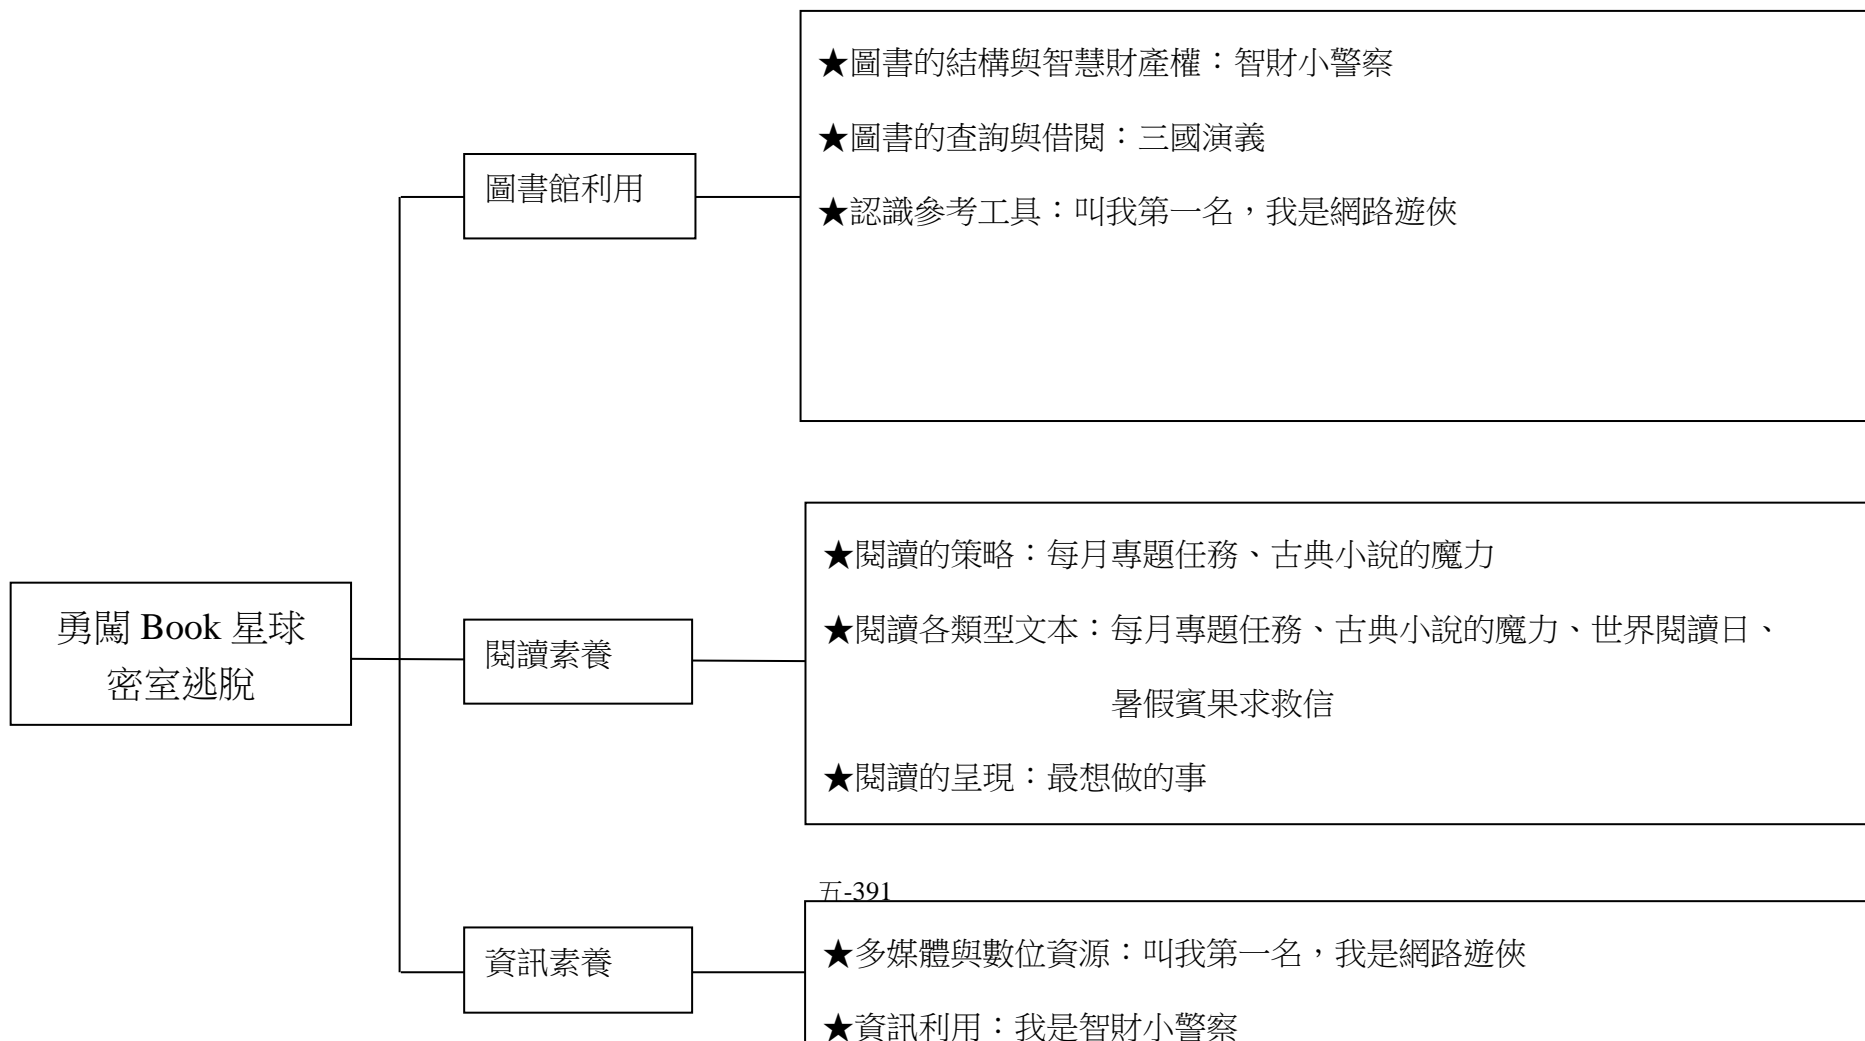 ★圖書的結構與智慧財產權：智財小警察
★圖書的查詢與借閱：三國演義
圖書館利用
★認識參考工具：叫我第一名，我是網路遊俠
★閱讀的策略：每月專題任務、古典小說的魔力
勇闖 Book 星球
密室逃脫
閱讀素養
★閱讀各類型文本：每月專題任務、古典小說的魔力、世界閱讀日、
暑假賓果求救信
★閱讀的呈現：最想做的事
五-391
資訊素養
★多媒體與數位資源：叫我第一名，我是網路遊俠
★資訊利用：我是智財小警察